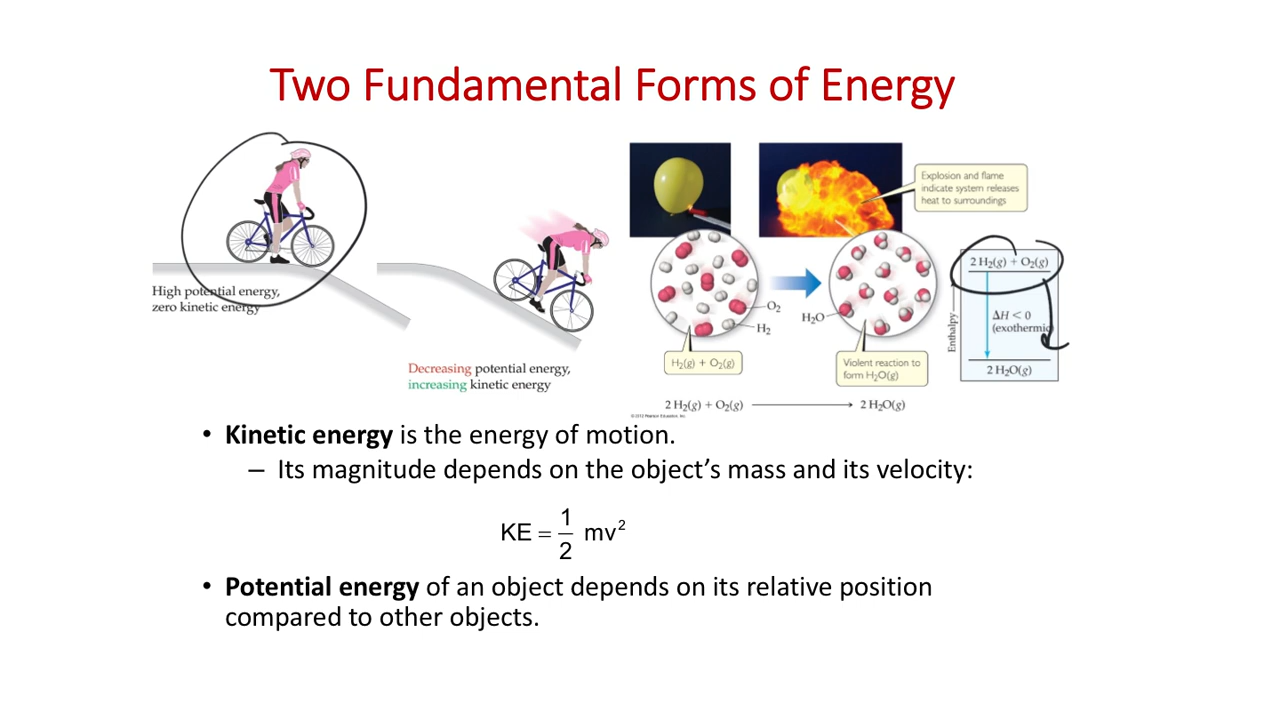 Two Fundamental Forms of Energy
High potential energy,
zero kinetic energy
Decreasing potential energy,
increasing kinetic energy
Explosion and flame
indicate system releases
heat to surroundings
O₂
H₂
H₂O
H₂(g) + O₂(g)
Violent reaction to
form H₂O(g)
2 H₂(g) + O₂(g) → 2 H₂O(g)
© 2012 Pearson Education, Inc.
Enthalpy
2 H₂(g) + O₂(g)
ΔH < 0
(exothermic
2 H₂O(g)
• Kinetic energy is the energy of motion.
– Its magnitude depends on the object's mass and its velocity:
KE = 1/2 mv²
• Potential energy of an object depends on its relative position
compared to other objects.